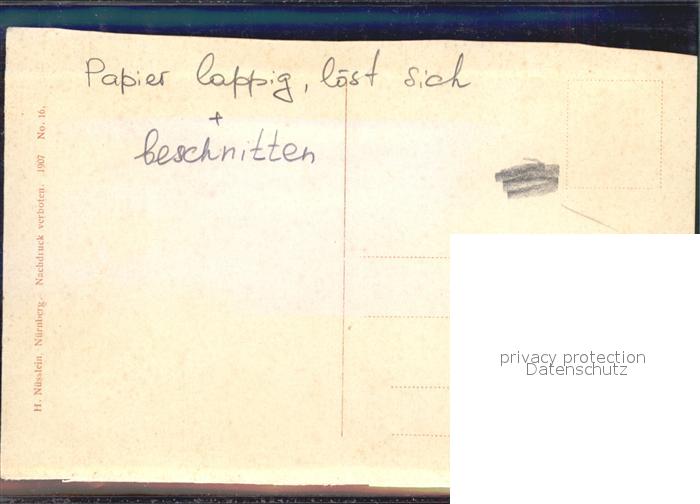 Papier lappig, löst sich
+
beschnitten
H. Nüsslein. Nürnberg. Nachdruck verboten. 1907 No. 16.
privacy protection
Datenschutz